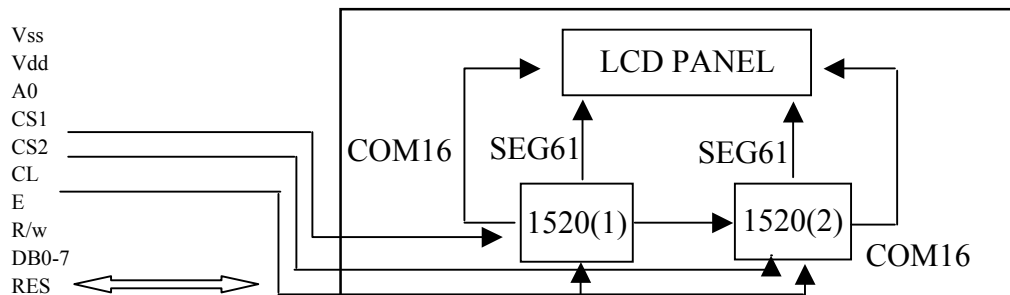 Vss
Vdd
A0
CS1
CS2
CL
E
R/w
DB0-7
RES
LCD PANEL
COM16
SEG61
SEG61
1520(1)
1520(2)
COM16